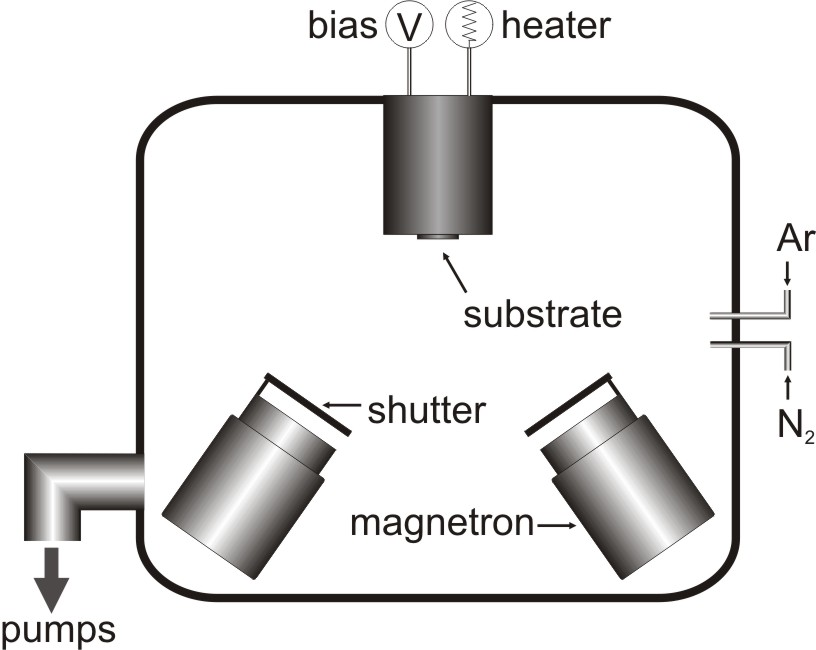 bias V heater
Ar
substrate
shutter
N₂
magnetron
pumps